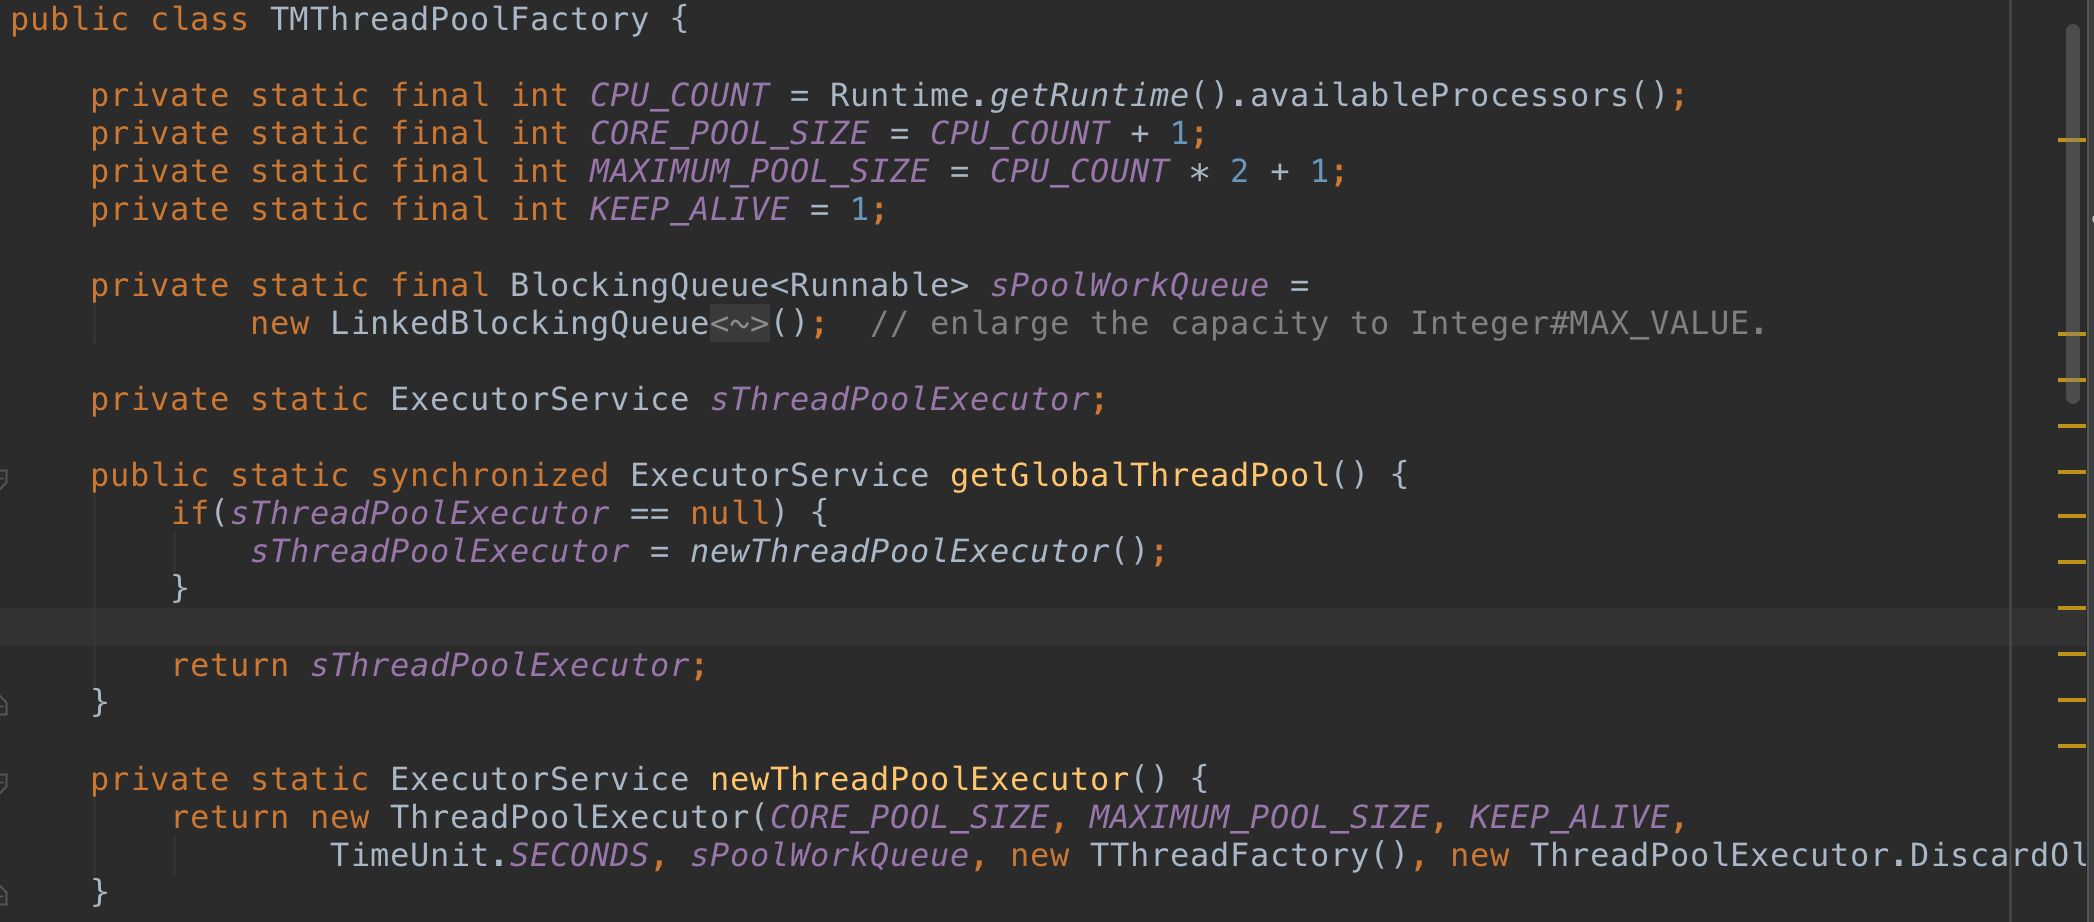 public class TMThreadPoolFactory {
private static final int CPU_COUNT = Runtime.getRuntime().availableProcessors();
private static final int CORE_POOL_SIZE = CPU_COUNT + 1;
private static final int MAXIMUM_POOL_SIZE = CPU_COUNT * 2 + 1;
private static final int KEEP_ALIVE = 1;
private static final BlockingQueue<Runnable> sPoolWorkQueue =
new LinkedBlockingQueue<~>(); // enlarge the capacity to Integer#MAX_VALUE.
private static ExecutorService sThreadPoolExecutor;
public static synchronized ExecutorService getGlobalThreadPool() {
if(sThreadPoolExecutor == null) {
sThreadPoolExecutor = newThreadPoolExecutor();
}
return sThreadPoolExecutor;
}
private static ExecutorService newThreadPoolExecutor() {
return new ThreadPoolExecutor(CORE_POOL_SIZE, MAXIMUM_POOL_SIZE, KEEP_ALIVE,
TimeUnit.SECONDS, sPoolWorkQueue, new TThreadFactory(), new ThreadPoolExecutor.DiscardOl
}